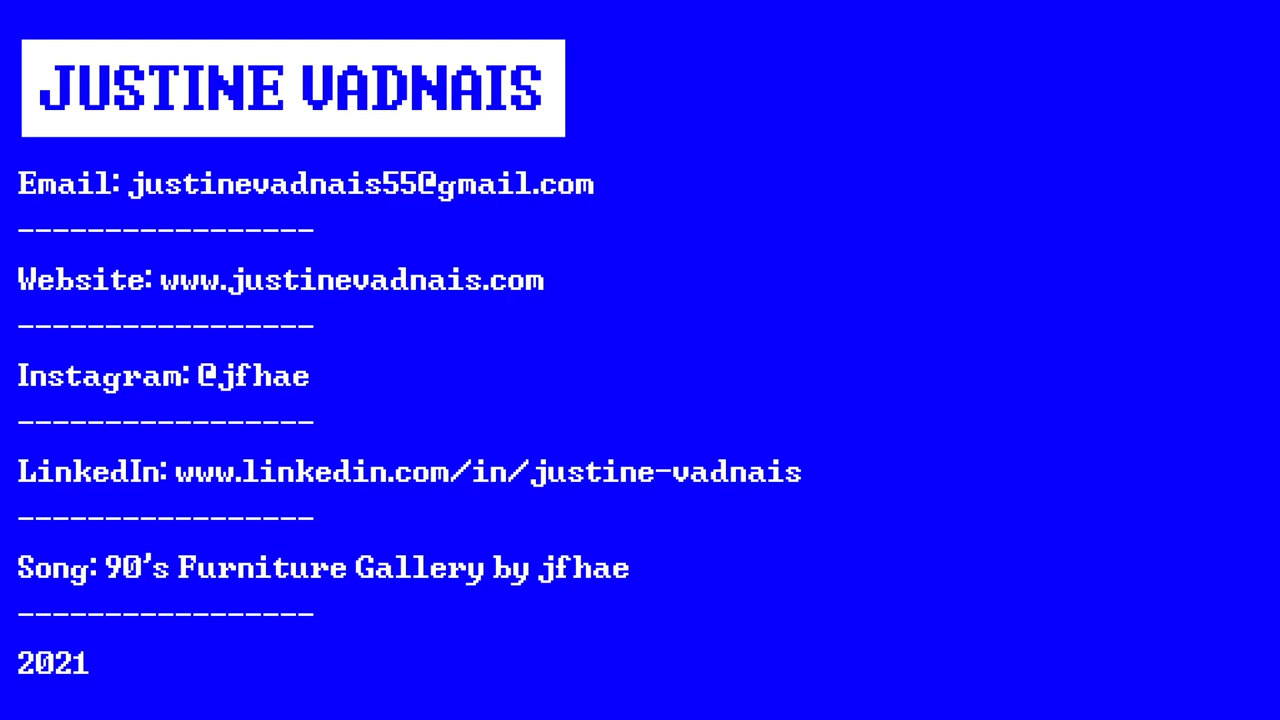 JUSTINE VADNAIS
Email: justinevadnais55@gmail.com
-----------------
Website: www.justinevadnais.com
-----------------
Instagram: @jfhae
-----------------
LinkedIn: www.linkedin.com/in/justine-vadnais
-----------------
Song: 90's Furniture Gallery by jfhae
-----------------
2021